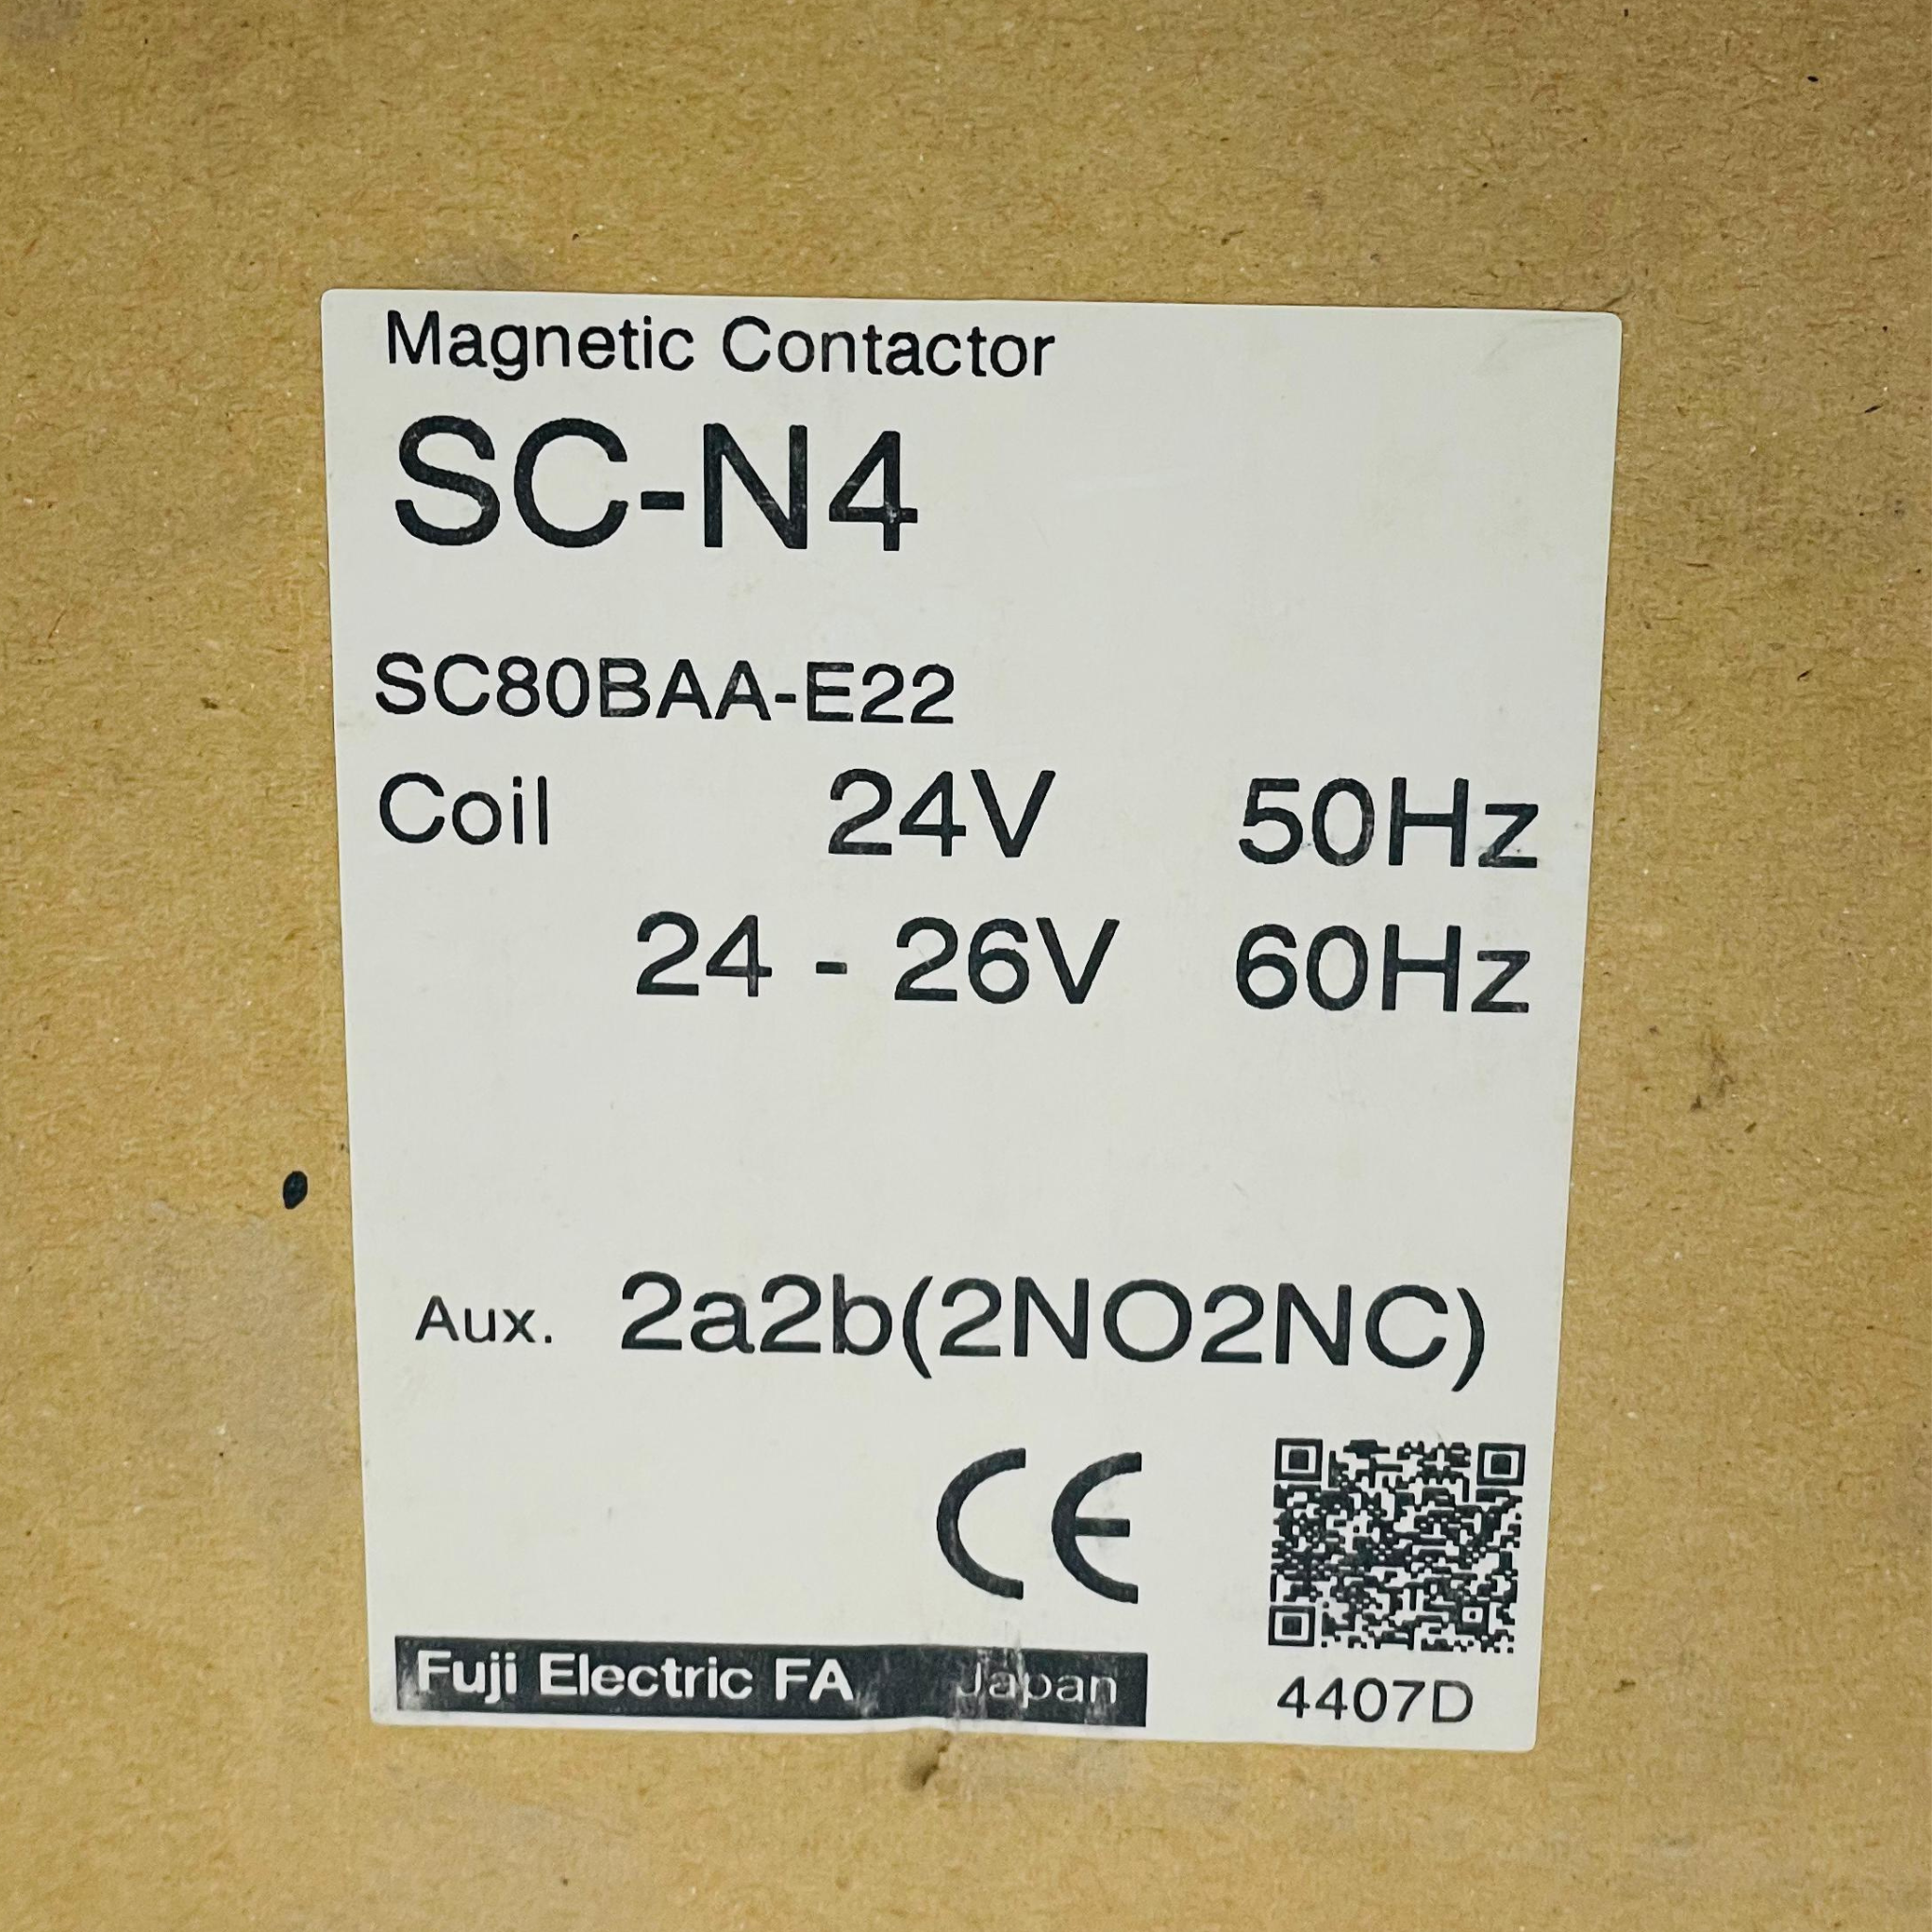 Magnetic Contactor
SC-N4
SC80BAA-E22
Coil 24V 50Hz
24 - 26V 60Hz
Aux. 2a2b(2NO2NC)
CE
Fuji Electric FA Japan
4407D